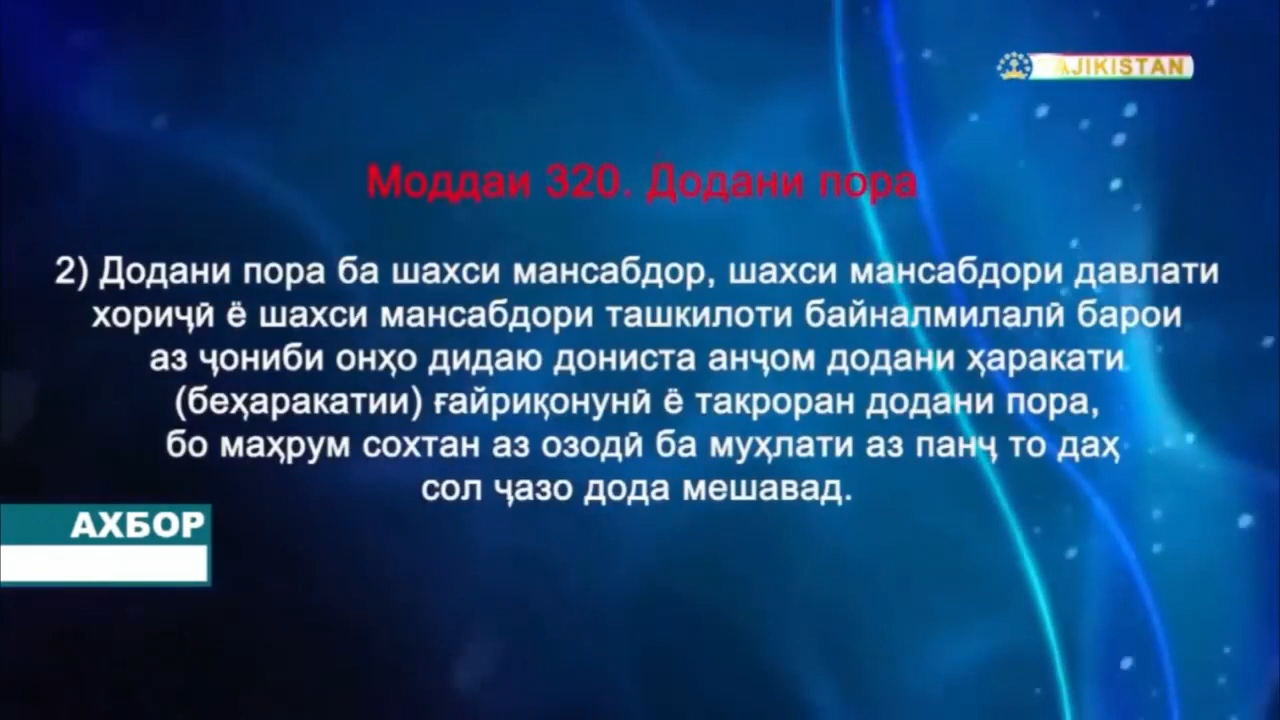 AJIKISTAN
Моддаи 320. Додани пора
2) Додани пора ба шахси мансабдор, шахси мансабдори давлати
хориҷӣ ё шахси мансабдори ташкилоти байналмилалӣ барои
аз ҷониби онҳо дидаю дониста анҷом додани ҳаракати
(беҳаракатии) ғайриқонунӣ ё такроран додани пора,
бо маҳрум сохтан аз озодӣ ба муҳлати аз панҷ то даҳ
сол ҷазо дода мешавад.
АХБОР